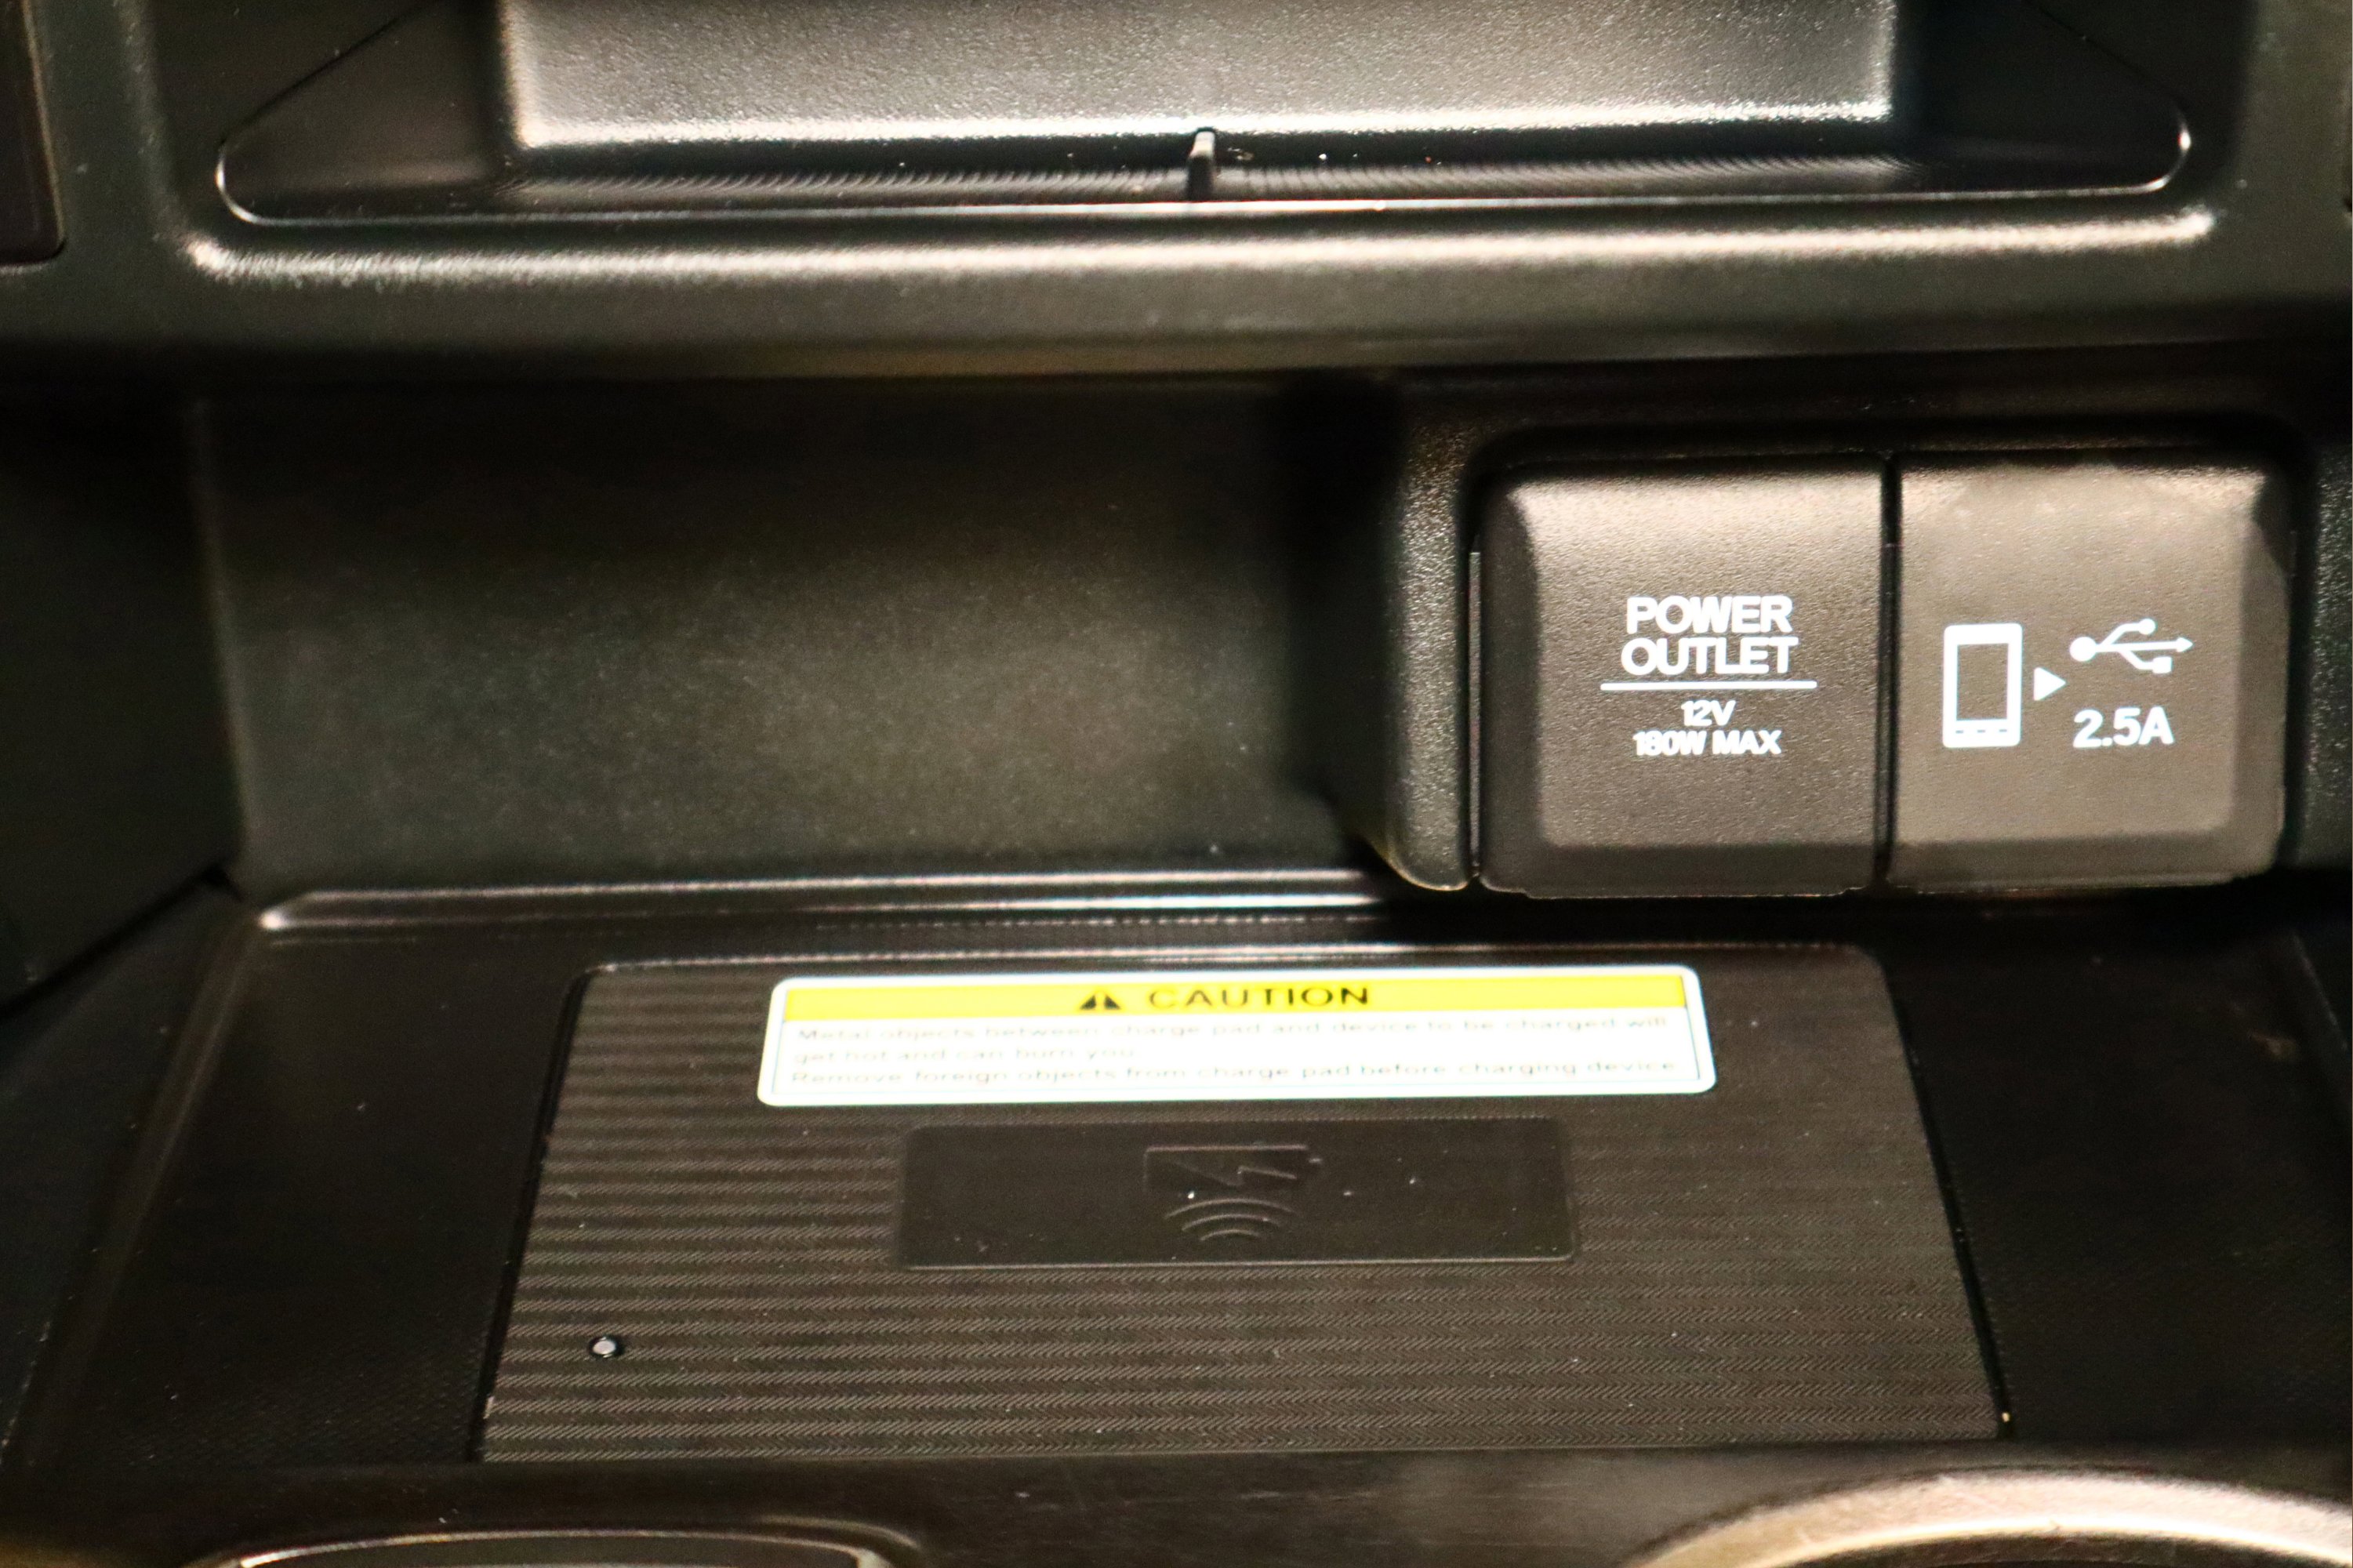 POWER
OUTLET
12V
180W MAX
2.5A
CAUTION
Metal objects between charge pad and device to be charged will
get hot and can burn you.
Remove foreign objects from charge pad before charging device.